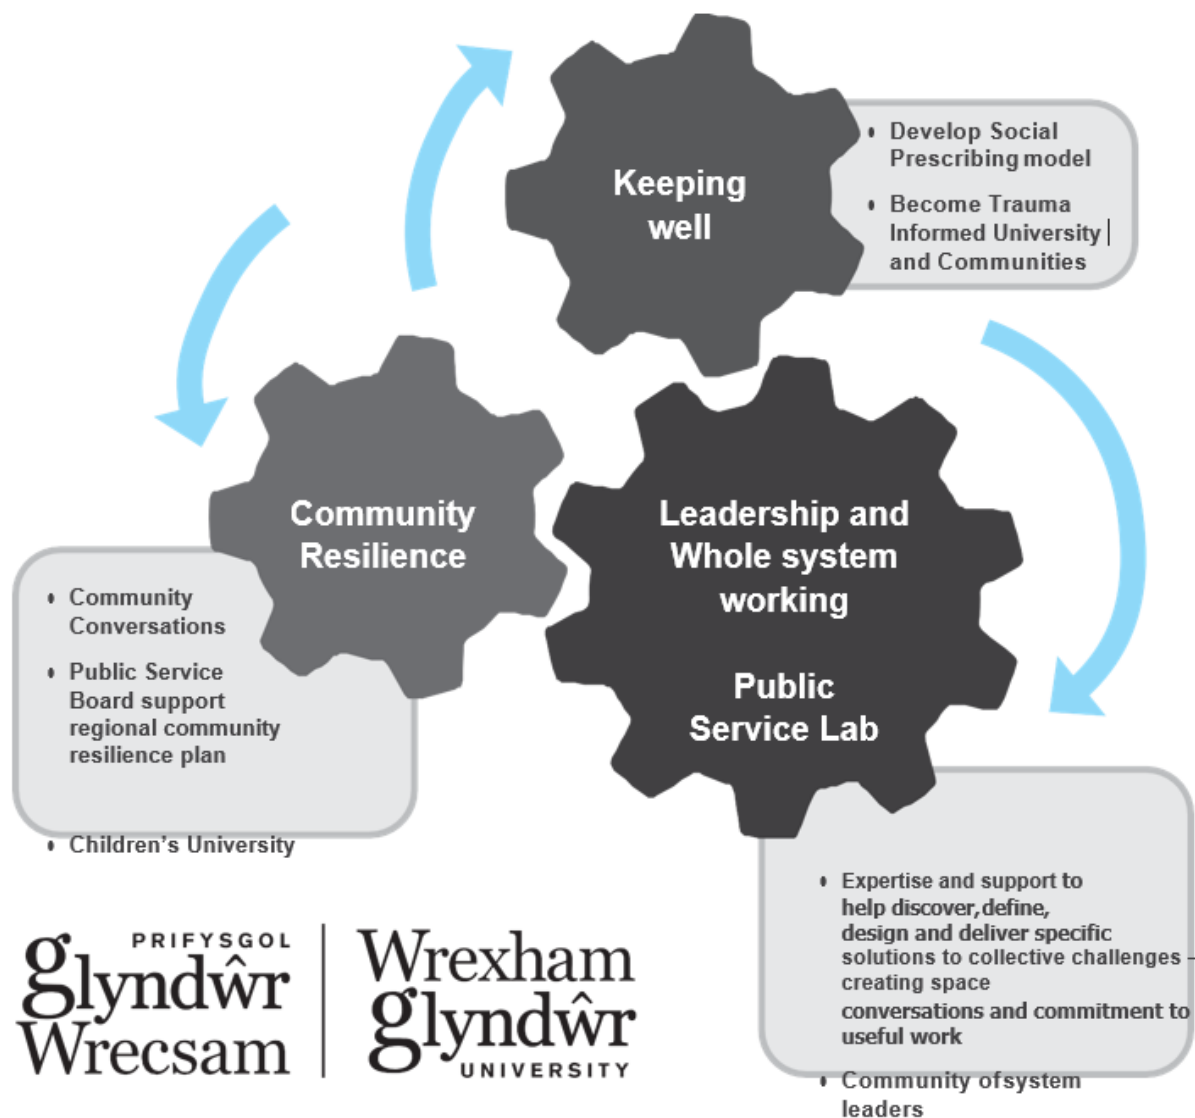 Keeping
well
• Develop Social
Prescribing model
• Become Trauma
Informed University
and Communities
Community
Resilience
• Community
Conversations
• Public Service
Board support
regional community
resilience plan
• Children’s University
Leadership and
Whole system
working
Public
Service Lab
• Expertise and support to
help discover, define,
design and deliver specific
solutions to collective challenges –
creating space
conversations and commitment to
useful work
• Community of system
leaders
PRIFYSGOL
glyndŵr
Wrecsam
Wrexham
glyndŵr
UNIVERSITY